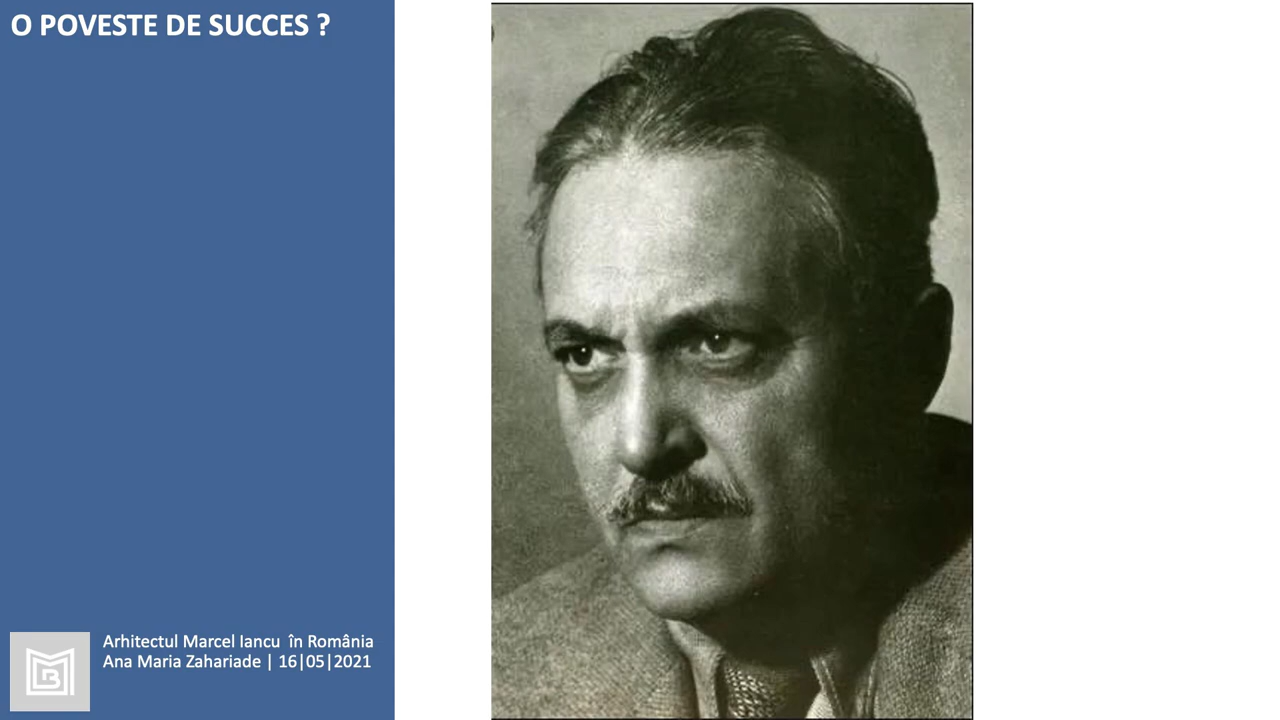 O POVESTE DE SUCCES ?
Arhitectul Marcel Iancu în România
Ana Maria Zahariade | 16|05|2021